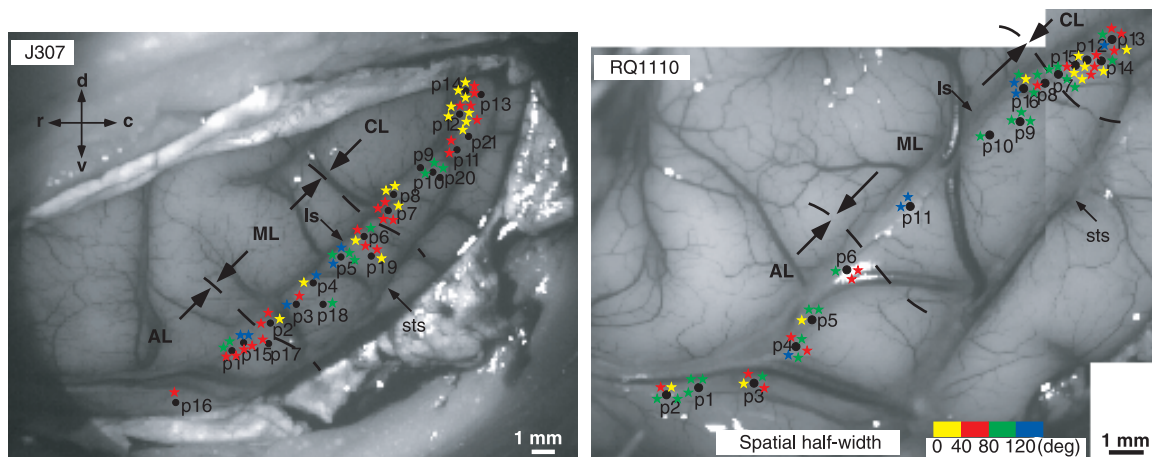 J307
d
r c
v
CL
ML
AL
ls
sts
p14
p13
p12
p21
p11
p9
p10 p20
p8
p7
p6
p5
p19
p4
p3
p18
p2
p1 p15 p17
p16
1 mm
RQ1110
CL
ls
ML
AL
sts
p12 p13
p15
p14
p7
p8
p16
p9
p10
p11
p6
p5
p4
p3
p2 p1
Spatial half-width
0 40 80 120(deg)
1 mm